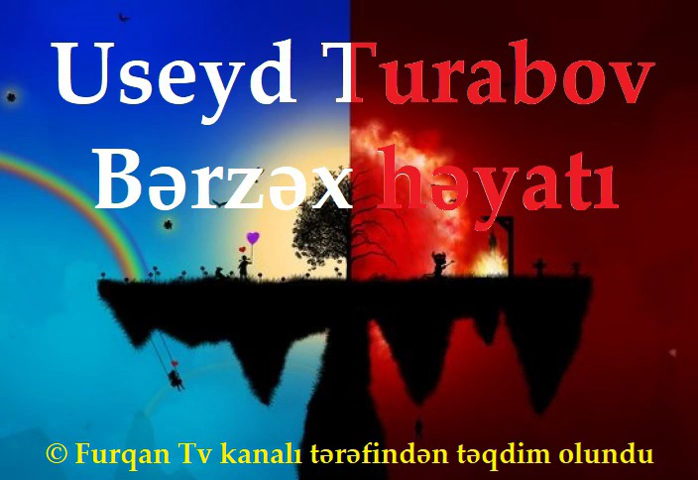 Useyd Turabov
Bərzəx həyatı
© Furqan Tv kanalı tərəfindən təqdim olundu